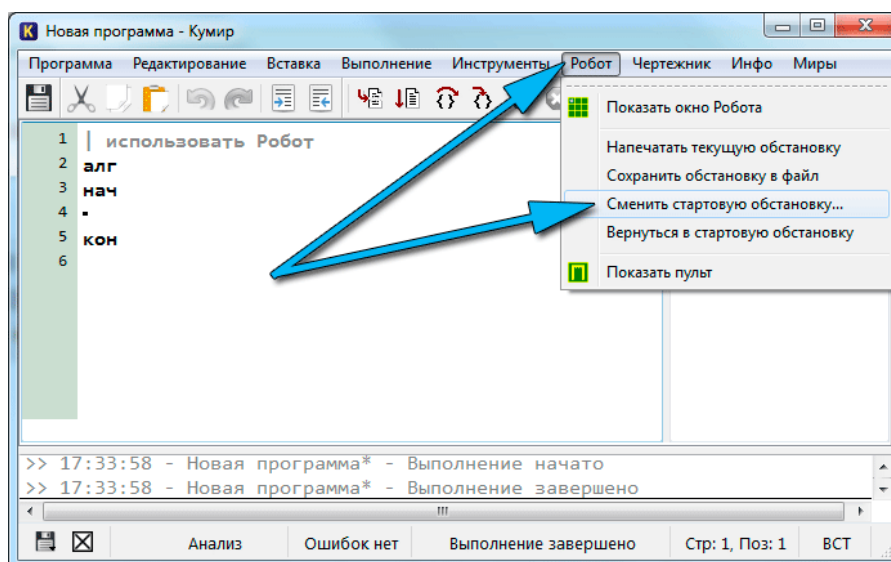 Новая программа - Кумир
Программа Редактирование Вставка Выполнение Инструменты Робот Чертежник Инфо Миры
Показать окно Робота
Напечатать текущую обстановку
Сохранить обстановку в файл
Сменить стартовую обстановку...
Вернуться в стартовую обстановку
Показать пульт
1 | использовать Робот
2 алг
3 нач
4 ▪
5 кон
6
>> 17:33:58 - Новая программа* - Выполнение начато
>> 17:33:58 - Новая программа* - Выполнение завершено
Анализ Ошибок нет Выполнение завершено Стр: 1, Поз: 1 ВСТ